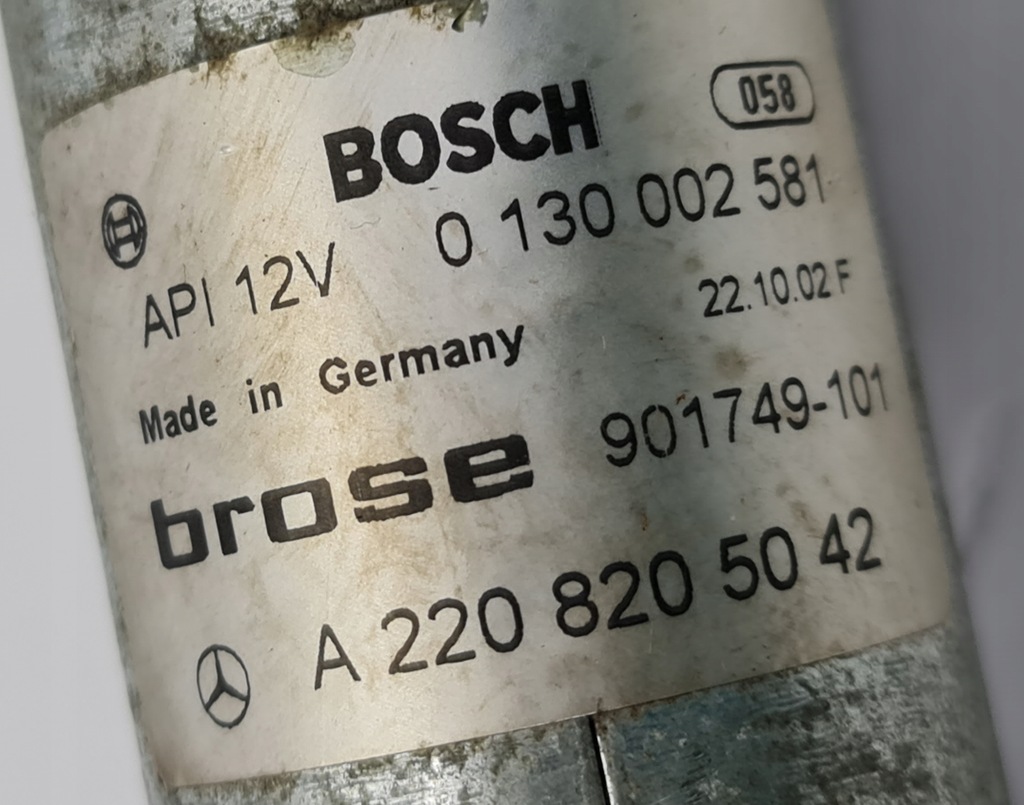 BOSCH 058
API 12V 0 130 002 581
22.10.02 F
Made in Germany
brose 901749-101
A 220 820 50 42